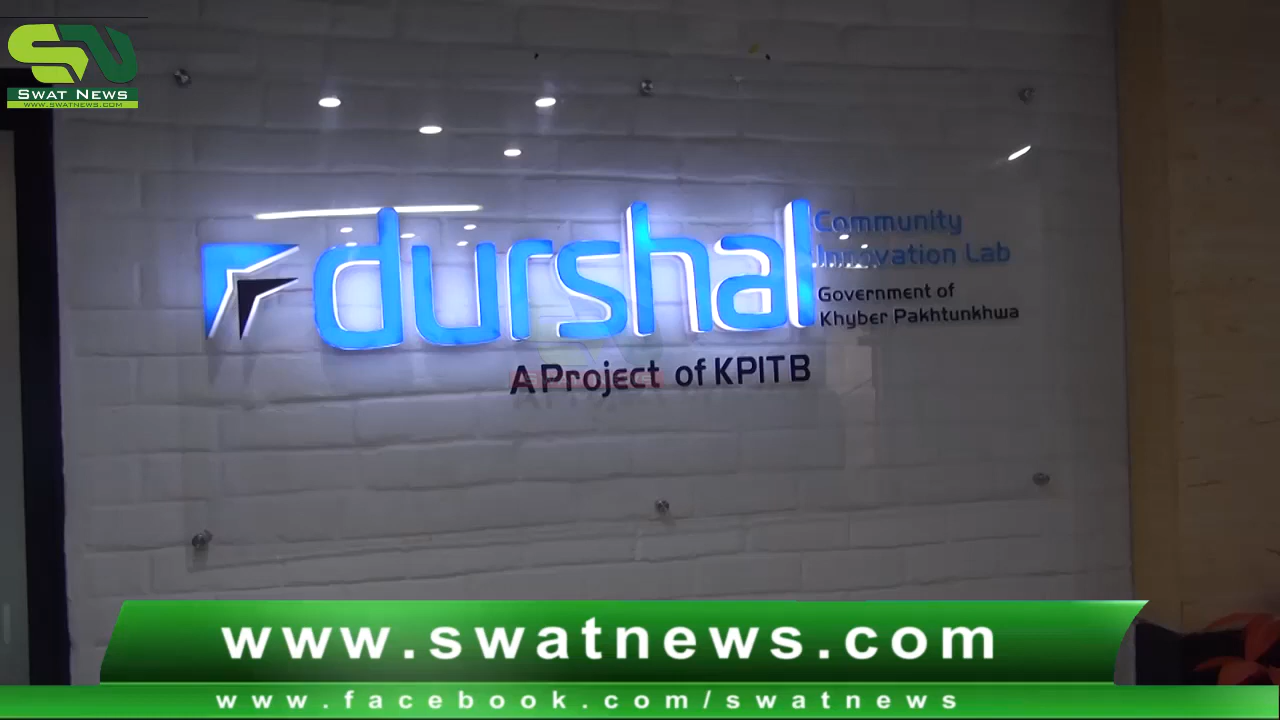 SWAT NEWS
WWW.SWATNEWS.COM
durshal
Community
Innovation Lab
Government of
Khyber Pakhtunkhwa
A Project of KPITB
www.swatnews.com
www.facebook.com/swatnews